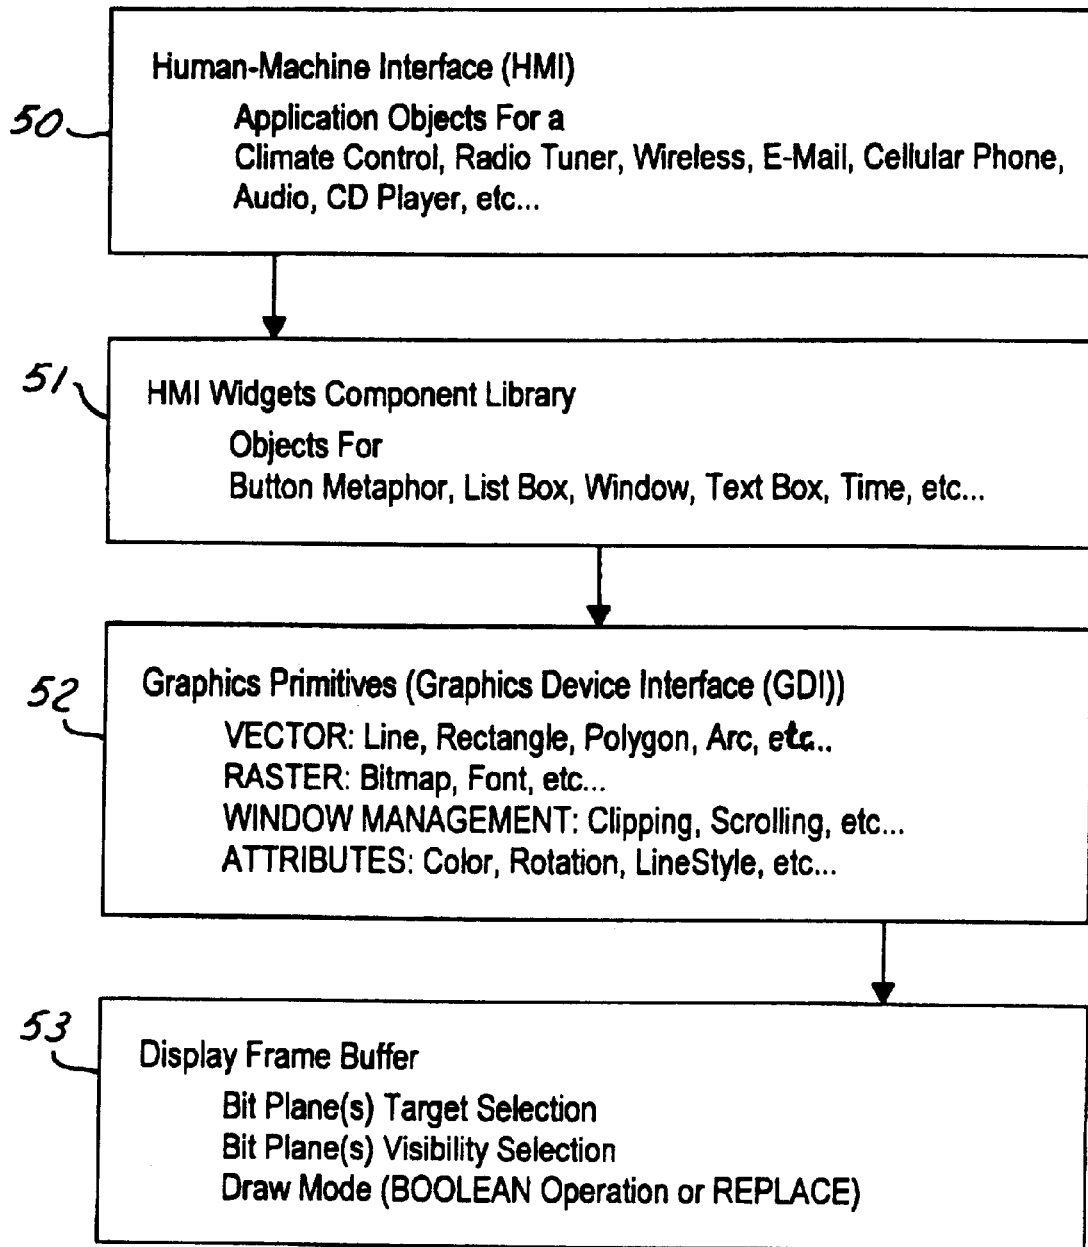 50
Human-Machine Interface (HMI)
Application Objects For a
Climate Control, Radio Tuner, Wireless, E-Mail, Cellular Phone,
Audio, CD Player, etc...
51
HMI Widgets Component Library
Objects For
Button Metaphor, List Box, Window, Text Box, Time, etc...
52
Graphics Primitives (Graphics Device Interface (GDI))
VECTOR: Line, Rectangle, Polygon, Arc, etc...
RASTER: Bitmap, Font, etc...
WINDOW MANAGEMENT: Clipping, Scrolling, etc...
ATTRIBUTES: Color, Rotation, LineStyle, etc...
53
Display Frame Buffer
Bit Plane(s) Target Selection
Bit Plane(s) Visibility Selection
Draw Mode (BOOLEAN Operation or REPLACE)